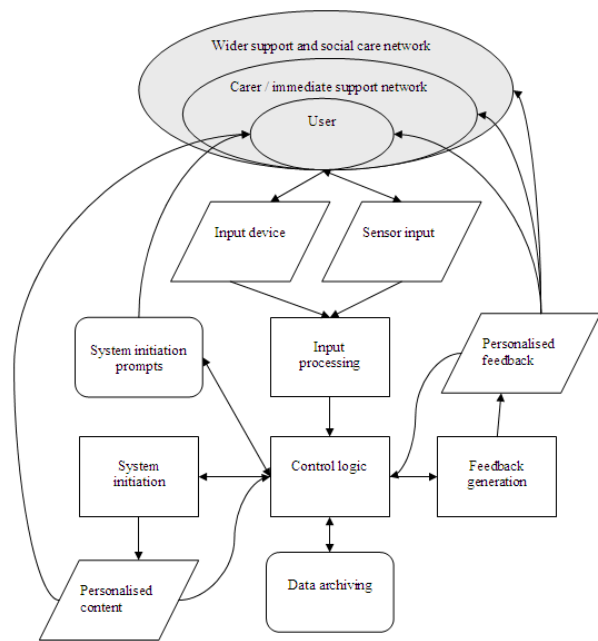 Wider support and social care network
Carer / immediate support network
User
Input device
Sensor input
System initiation
prompts
Input
processing
Personalised
feedback
System
initiation
Control logic
Feedback
generation
Personalised
content
Data archiving